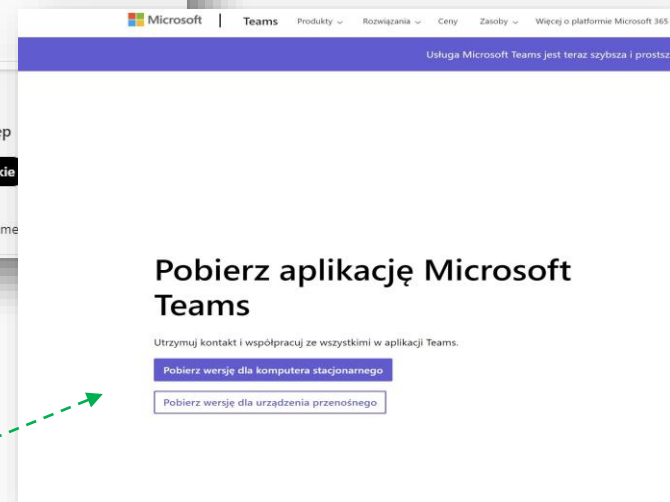 Microsoft | Teams Produkty Rozwiązania Ceny Zasoby Więcej o platformie Microsoft 365
Usługa Microsoft Teams jest teraz szybsza i prostsz
ęp
kie
me
Pobierz aplikację Microsoft
Teams
Utrzymuj kontakt i współpracuj ze wszystkimi w aplikacji Teams.
Pobierz wersję dla komputera stacjonarnego
Pobierz wersję dla urządzenia przenośnego